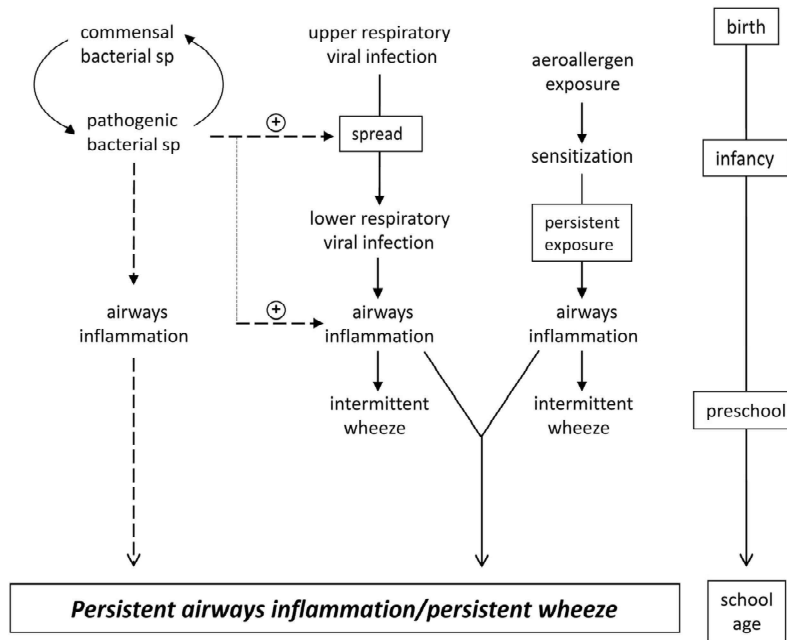 commensal
bacterial sp
pathogenic
bacterial sp
airways
inflammation
upper respiratory
viral infection
+
spread
lower respiratory
viral infection
+
airways
inflammation
intermittent
wheeze
aeroallergen
exposure
sensitization
persistent
exposure
airways
inflammation
intermittent
wheeze
birth
infancy
preschool
school
age
Persistent airways inflammation/persistent wheeze